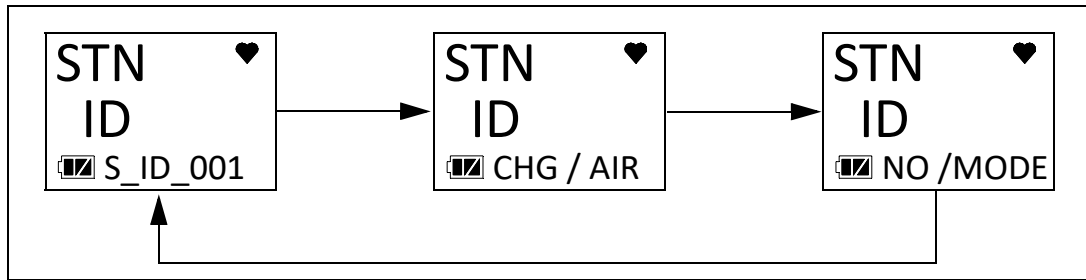 STN
ID
S_ID_001
STN
ID
CHG / AIR
STN
ID
NO /MODE